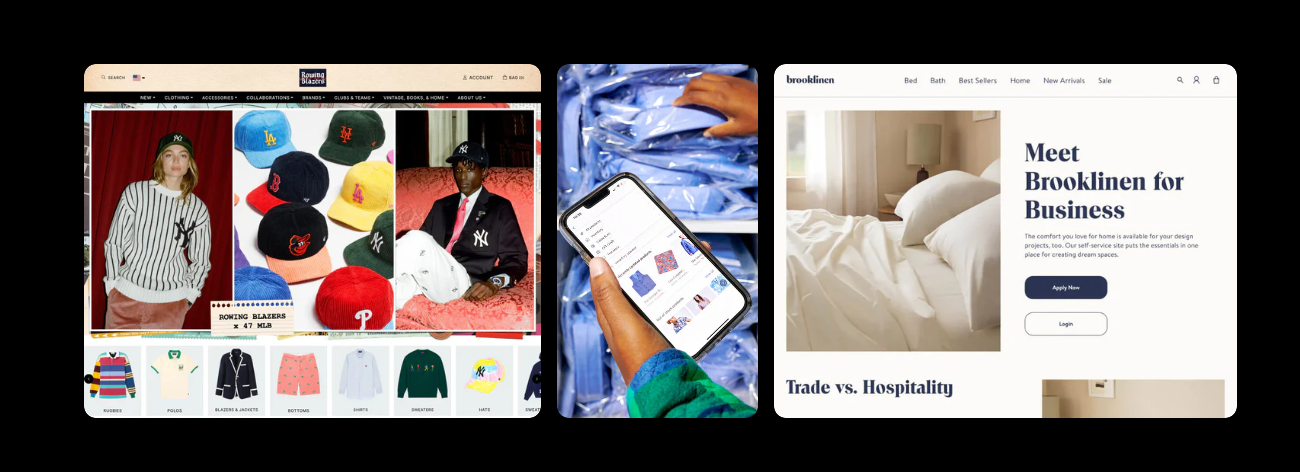 SEARCH
Rowing Blazers
ACCOUNT
BAG (0)
NEW
CLOTHING
ACCESSORIES
COLLABORATIONS
BRANDS
CLUBS & TEAMS
VINTAGE, BOOKS, & HOME
ABOUT US
NY
LA
B
P
ROWING BLAZERS
x 47 MLB
RUGBIES
POLOS
BLAZERS & JACKETS
BOTTOMS
SHIRTS
SWEATERS
HATS
SWEAT
brooklinen
Bed
Bath
Best Sellers
Home
New Arrivals
Sale
Meet
Brooklinen for
Business
The comfort you love for home is available for your design
projects, too. Our self-service site puts the essentials in one
place for creating dream spaces.
Apply Now
Login
Trade vs. Hospitality